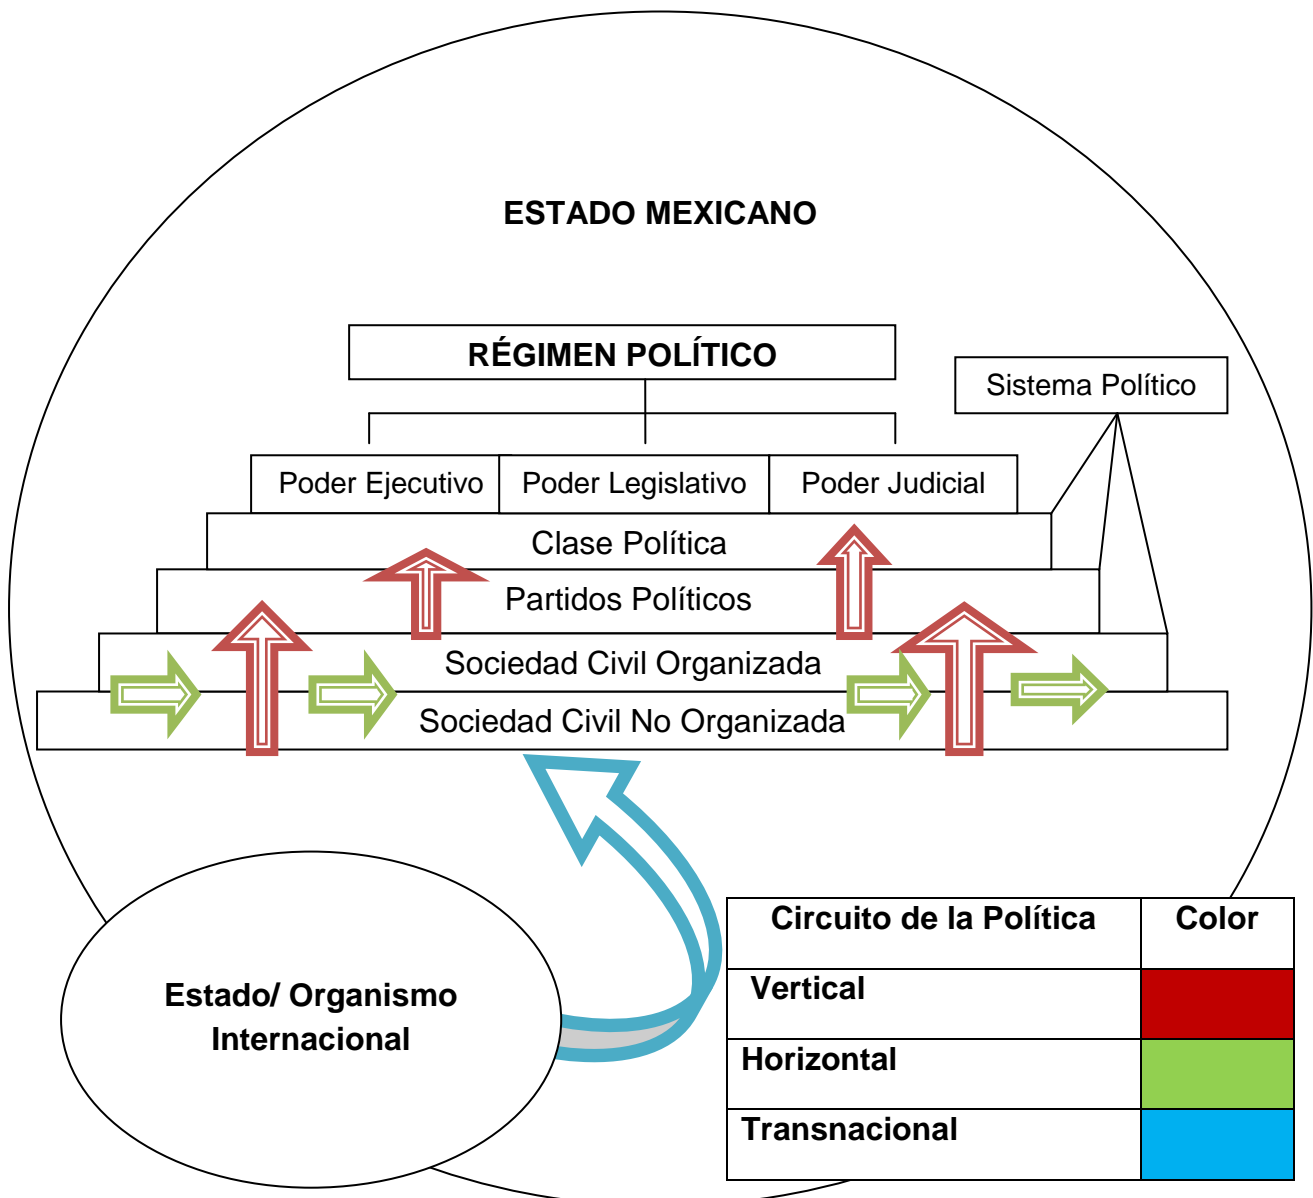 ESTADO MEXICANO
RÉGIMEN POLÍTICO
Sistema Político
Poder Ejecutivo
Poder Legislativo
Poder Judicial
Clase Política
Partidos Políticos
Sociedad Civil Organizada
Sociedad Civil No Organizada
Estado/ Organismo
Internacional
Circuito de la Política Color
Vertical
Horizontal
Transnacional